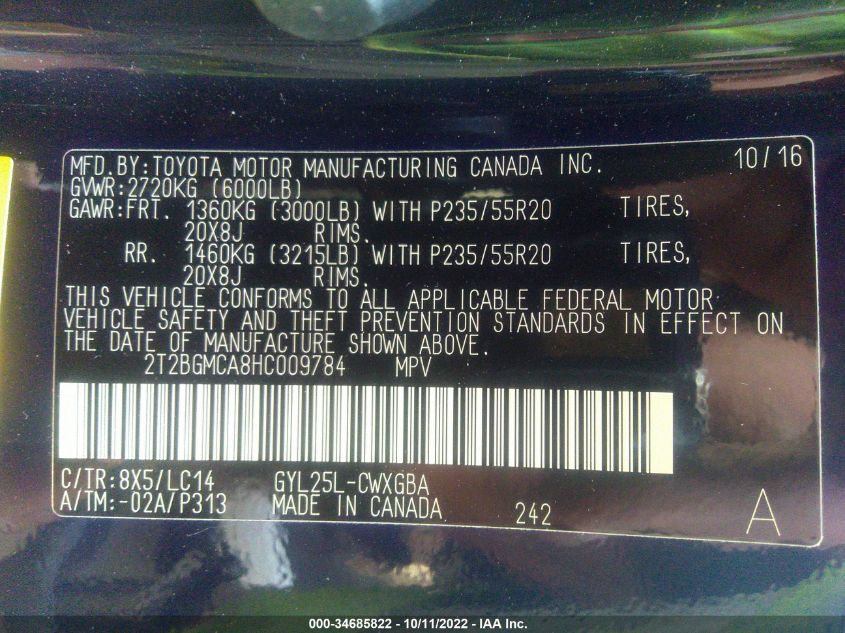 MFD.BY:TOYOTA MOTOR MANUFACTURING CANADA INC. 10/16
GVWR:2720KG (6000LB)
GAWR:FRT. 1360KG (3000LB) WITH P235/55R20 TIRES,
20X8J RIMS.
RR. 1460KG (3215LB) WITH P235/55R20 TIRES,
20X8J RIMS.
THIS VEHICLE CONFORMS TO ALL APPLICABLE FEDERAL MOTOR
VEHICLE SAFETY AND THEFT PREVENTION STANDARDS IN EFFECT ON
THE DATE OF MANUFACTURE SHOWN ABOVE.
2T2BGMCA8HC009784 MPV
C/TR:8X5/LC14 GYL25L-CWXGBA
A/TM:-02A/P313 MADE IN CANADA 242 A
000-34685822 - 10/11/2022 - IAA Inc.